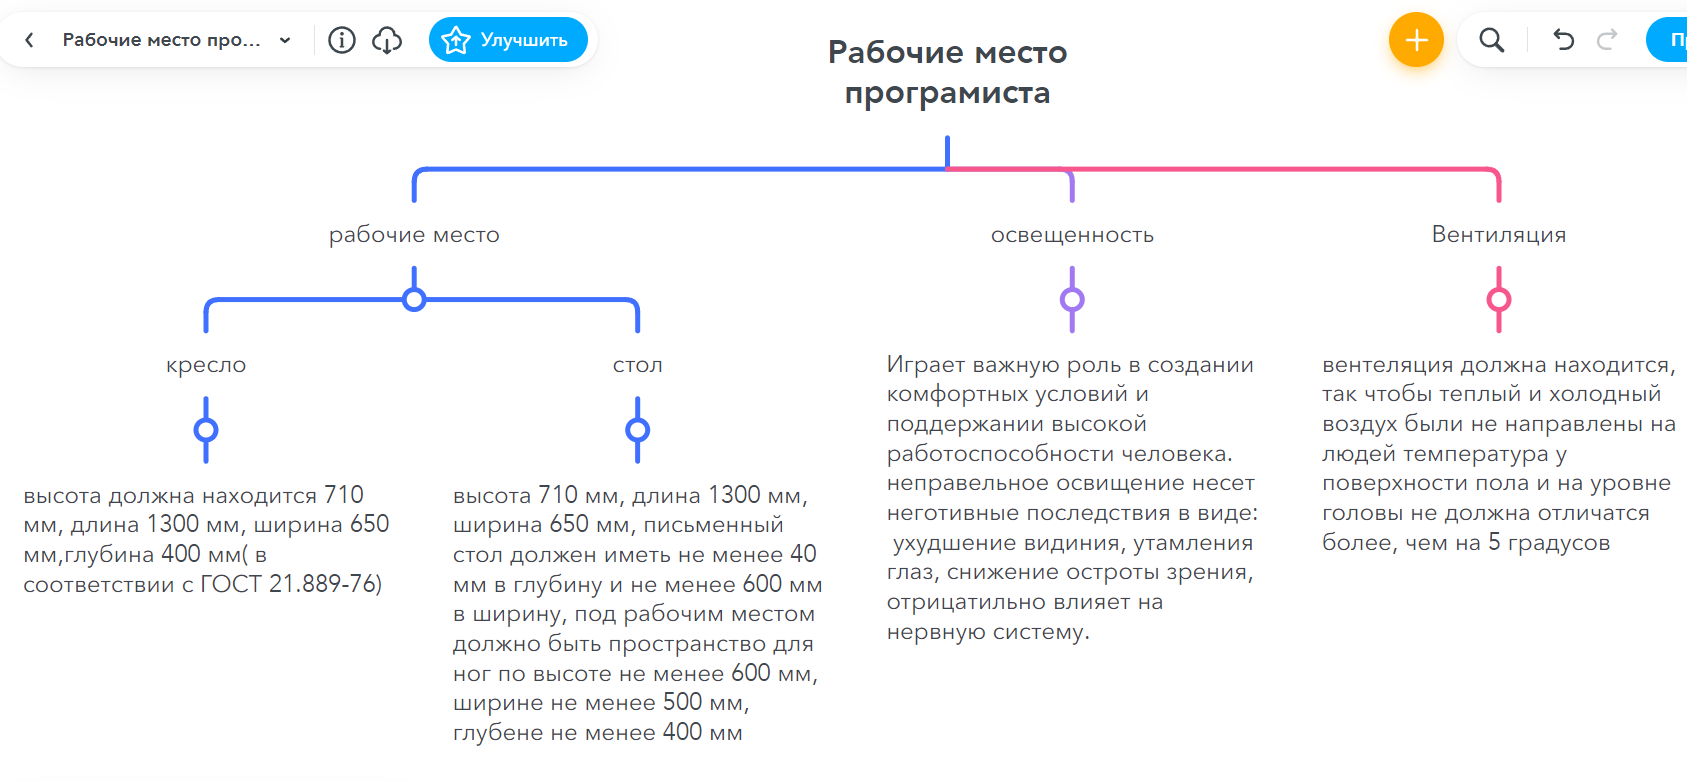 Рабочие место про...
Улучшить
Рабочие место
програмиста
рабочие место
освещенность
Вентиляция
кресло
стол
высота должна находится 710
мм, длина 1300 мм, ширина 650
мм,глубина 400 мм( в
соответствии с ГОСТ 21.889-76)
высота 710 мм, длина 1300 мм,
ширина 650 мм, письменный
стол должен иметь не менее 40
мм в глубину и не менее 600 мм
в ширину, под рабочим местом
должно быть пространство для
ног по высоте не менее 600 мм,
ширине не менее 500 мм,
глубене не менее 400 мм
Играет важную роль в создании
комфортных условий и
поддержании высокой
работоспособности человека.
неправельное освищение несет
неготивные последствия в виде:
ухудшение видиния, утамления
глаз, снижение остроты зрения,
отрицатильно влияет на
нервную систему.
вентеляция должна находится,
так чтобы теплый и холодный
воздух были не направлены на
людей температура у
поверхности пола и на уровне
головы не должна отличатся
более, чем на 5 градусов